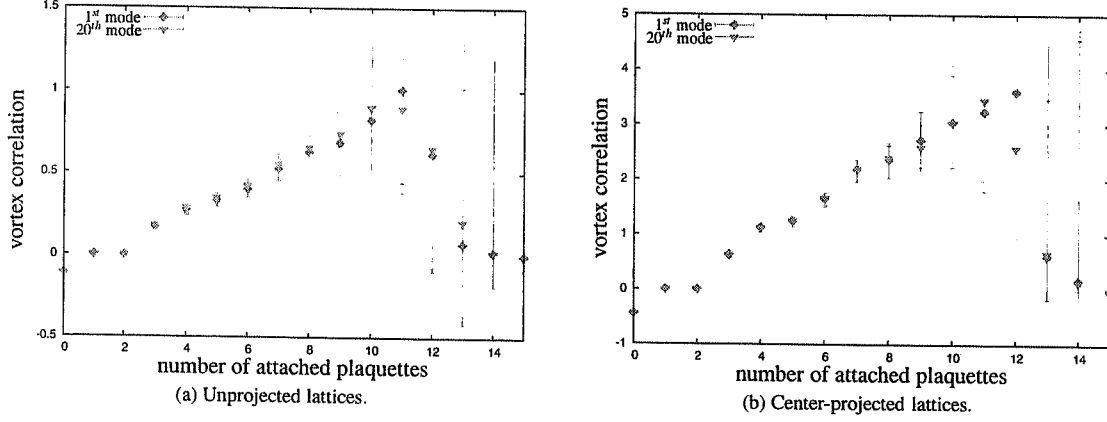 1st mode
20th mode
vortex correlation
1.5
1
0.5
0
-0.5
0 2 4 6 8 10 12 14
number of attached plaquettes
(a) Unprojected lattices.
1st mode
20th mode
vortex correlation
5
4
3
2
1
0
-1
0 2 4 6 8 10 12 14
number of attached plaquettes
(b) Center-projected lattices.